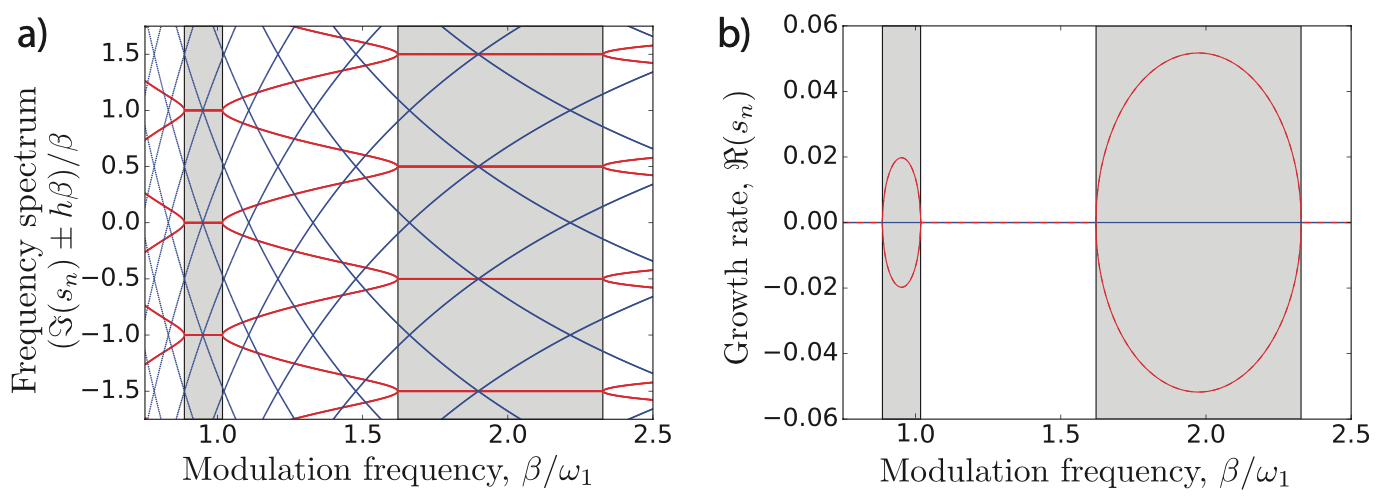 a)
Frequency spectrum
(ℑ(sₙ) ± hβ)/β
1.5
1.0
0.5
0.0
−0.5
−1.0
−1.5
1.0 1.5 2.0 2.5
Modulation frequency, β/ω₁
b)
Growth rate, ℜ(sₙ)
0.06
0.04
0.02
0.00
−0.02
−0.04
−0.06
1.0 1.5 2.0 2.5
Modulation frequency, β/ω₁